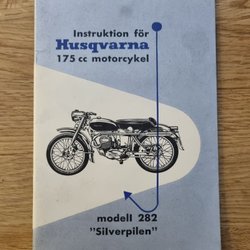 Instruktion för
Husqvarna
175 cc motorcykel
modell 282
"Silverpilen"